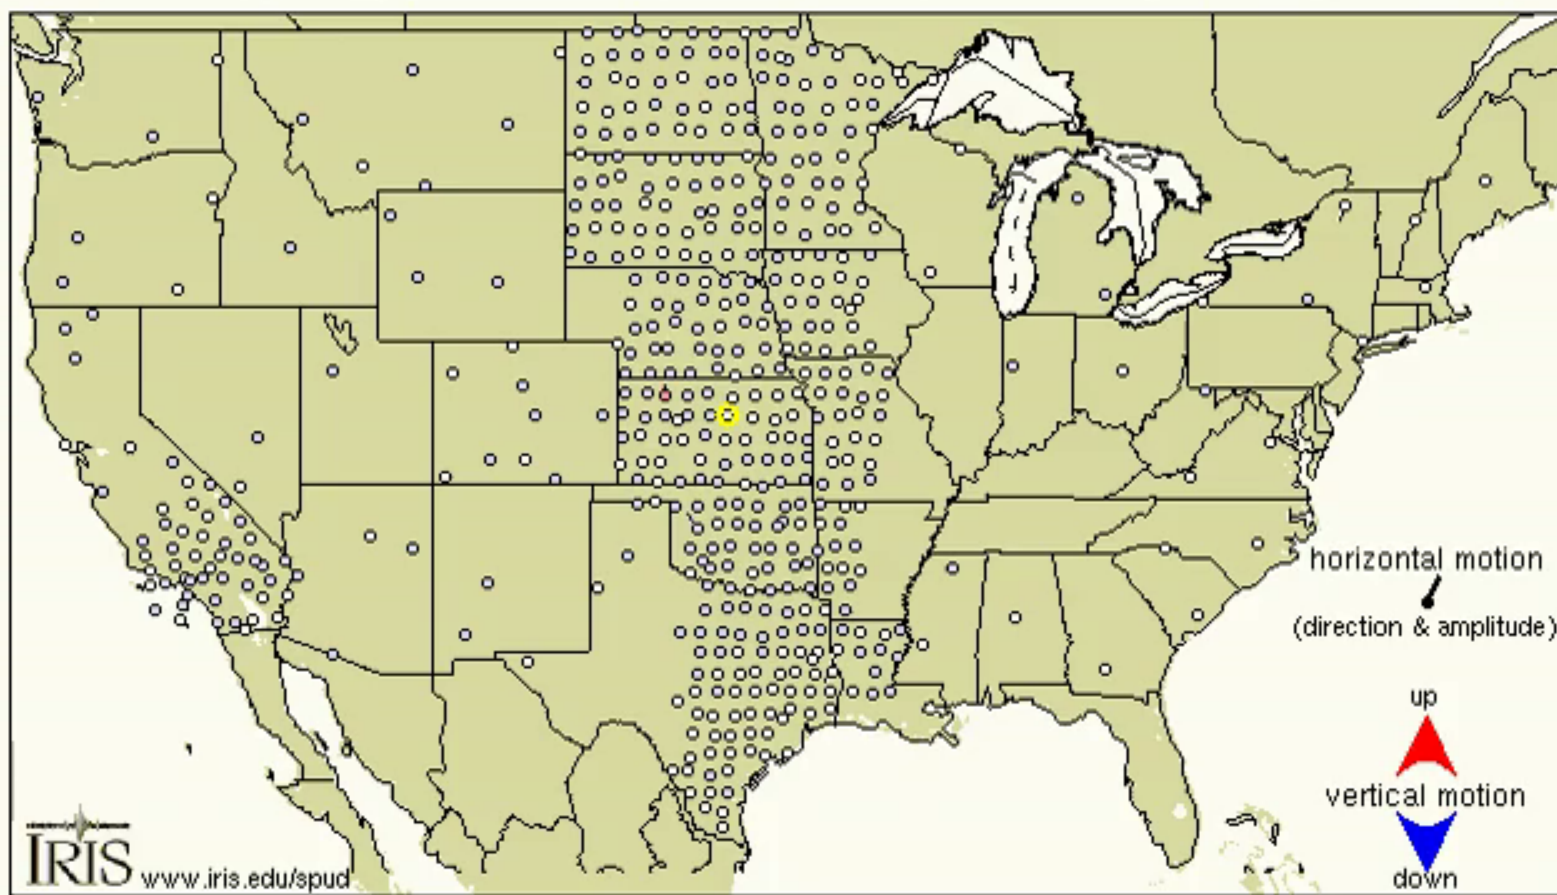 horizontal motion
(direction & amplitude)
up
vertical motion
down
IRIS
www.iris.edu/spud